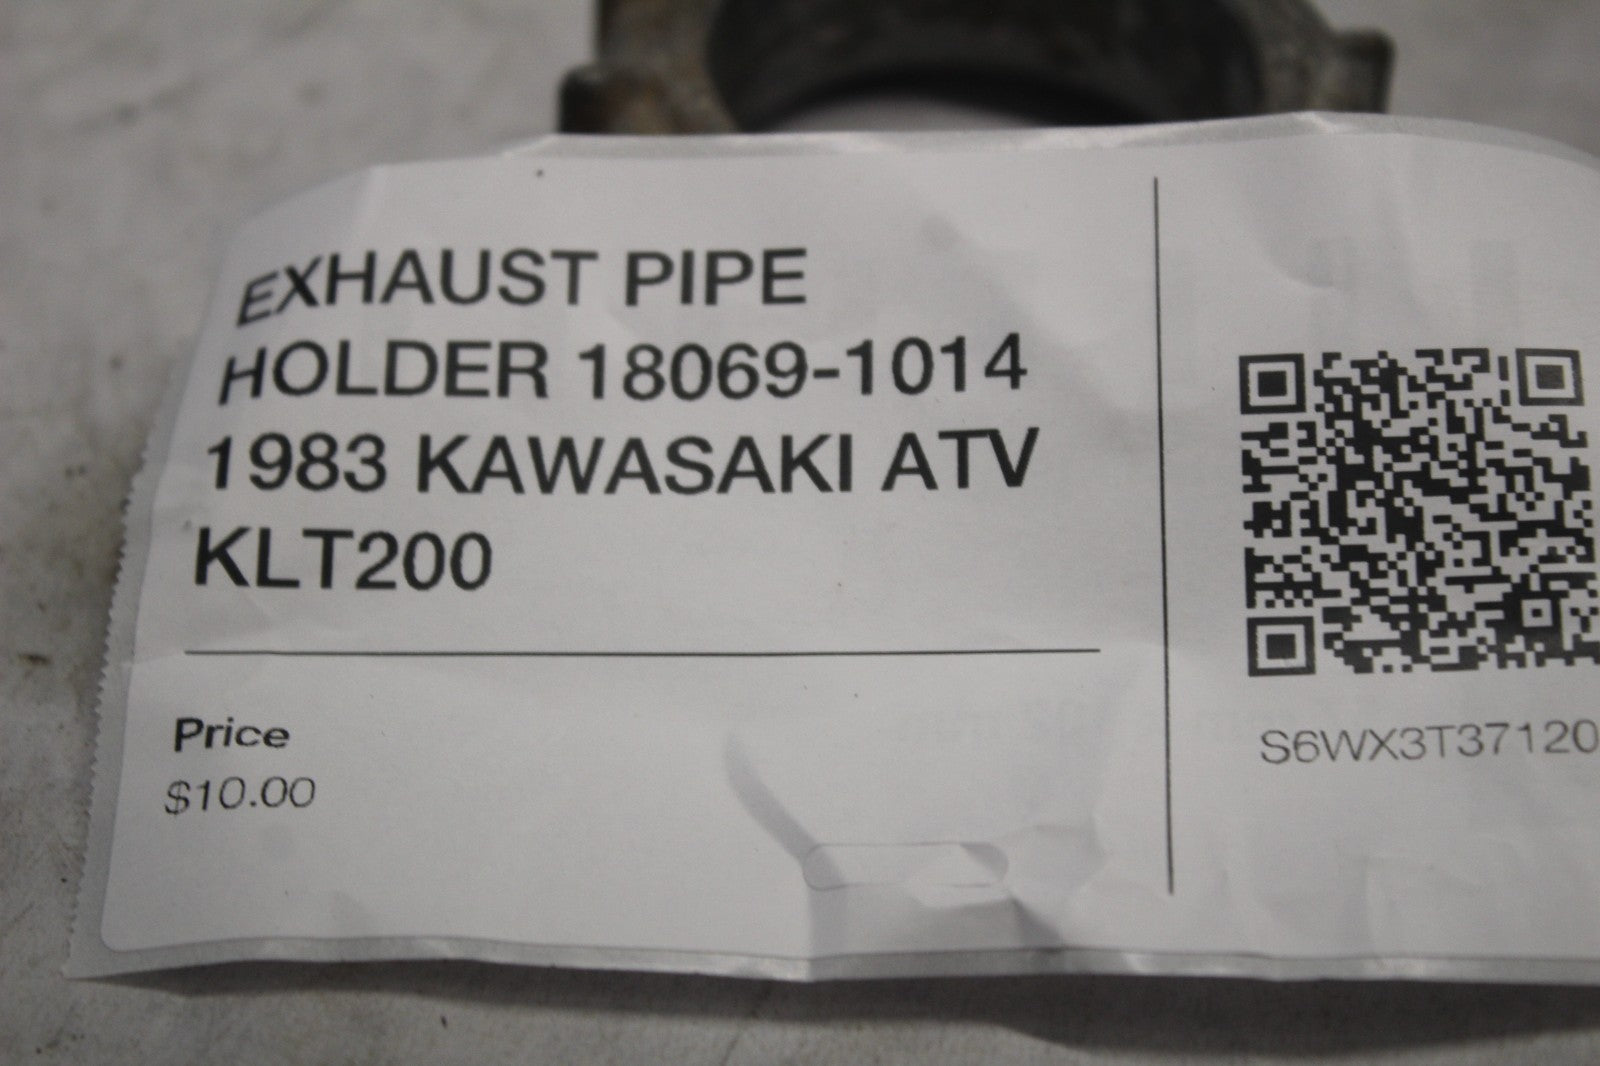 EXHAUST PIPE
HOLDER 18069-1014
1983 KAWASAKI ATV
KLT200
Price
$10.00
S6WX3T37120